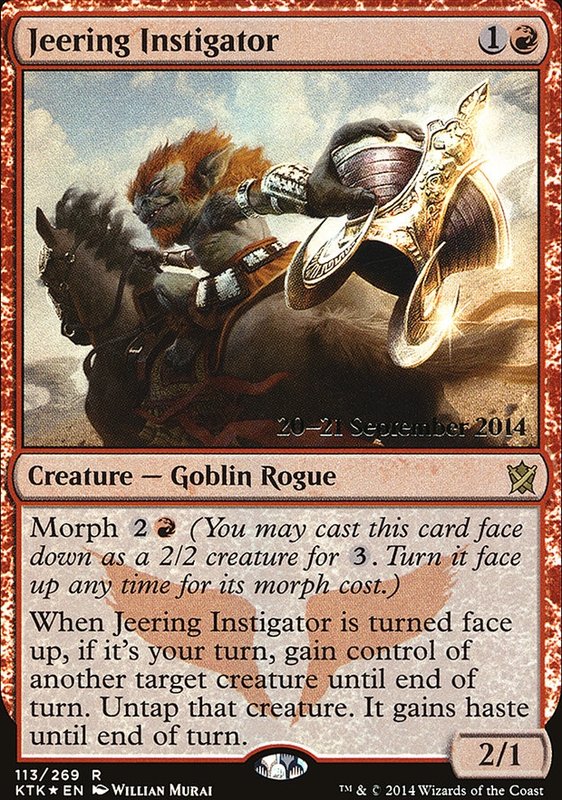 Jeering Instigator 1
20–21 September 2014
Creature — Goblin Rogue
Morph 2 (You may cast this card face
down as a 2/2 creature for 3. Turn it face
up any time for its morph cost.)
When Jeering Instigator is turned face
up, if it's your turn, gain control of
another target creature until end of
turn. Untap that creature. It gains haste
until end of turn.
2/1
113/269 R
KTK★EN Willian Murai
™ & © 2014 Wizards of the Coast